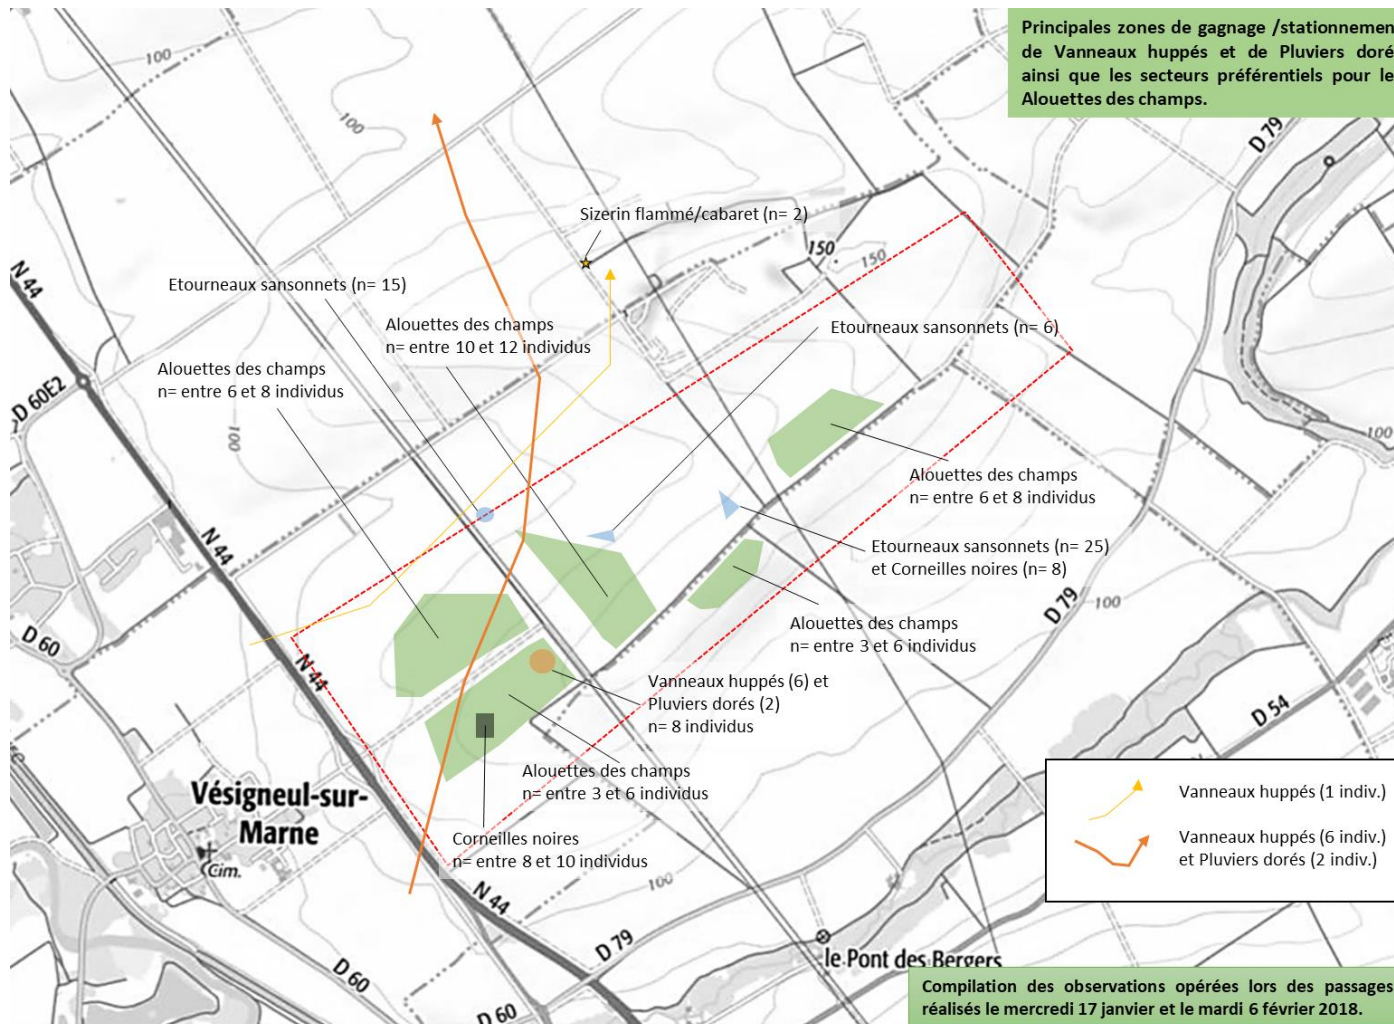 Principales zones de gagnage /stationnemen
de Vanneaux huppés et de Pluviers doré
ainsi que les secteurs préférentiels pour le
Alouettes des champs.
100
100
D 79
Sizerin flammé/cabaret (n= 2)
150
150
N 44
Etourneaux sansonnets (n= 15)
Alouettes des champs
n= entre 10 et 12 individus
Etourneaux sansonnets (n= 6)
Alouettes des champs
n= entre 6 et 8 individus
D 60E2
100
100
Alouettes des champs
n= entre 6 et 8 individus
N 44
Etourneaux sansonnets (n= 25)
et Corneilles noires (n= 8)
D 79
100
D 60
Alouettes des champs
n= entre 3 et 6 individus
N 44
Vanneaux huppés (6) et
Pluviers dorés (2)
n= 8 individus
D 54
Alouettes des champs
n= entre 3 et 6 individus
Vésigneul-sur-
Marne
Cim.
Corneilles noires
n= entre 8 et 10 individus
Vanneaux huppés (1 indiv.)
Vanneaux huppés (6 indiv.)
et Pluviers dorés (2 indiv.)
100
N 44
D 79
D 60
D 60
le Pont des Bergers
Compilation des observations opérées lors des passages
réalisés le mercredi 17 janvier et le mardi 6 février 2018.